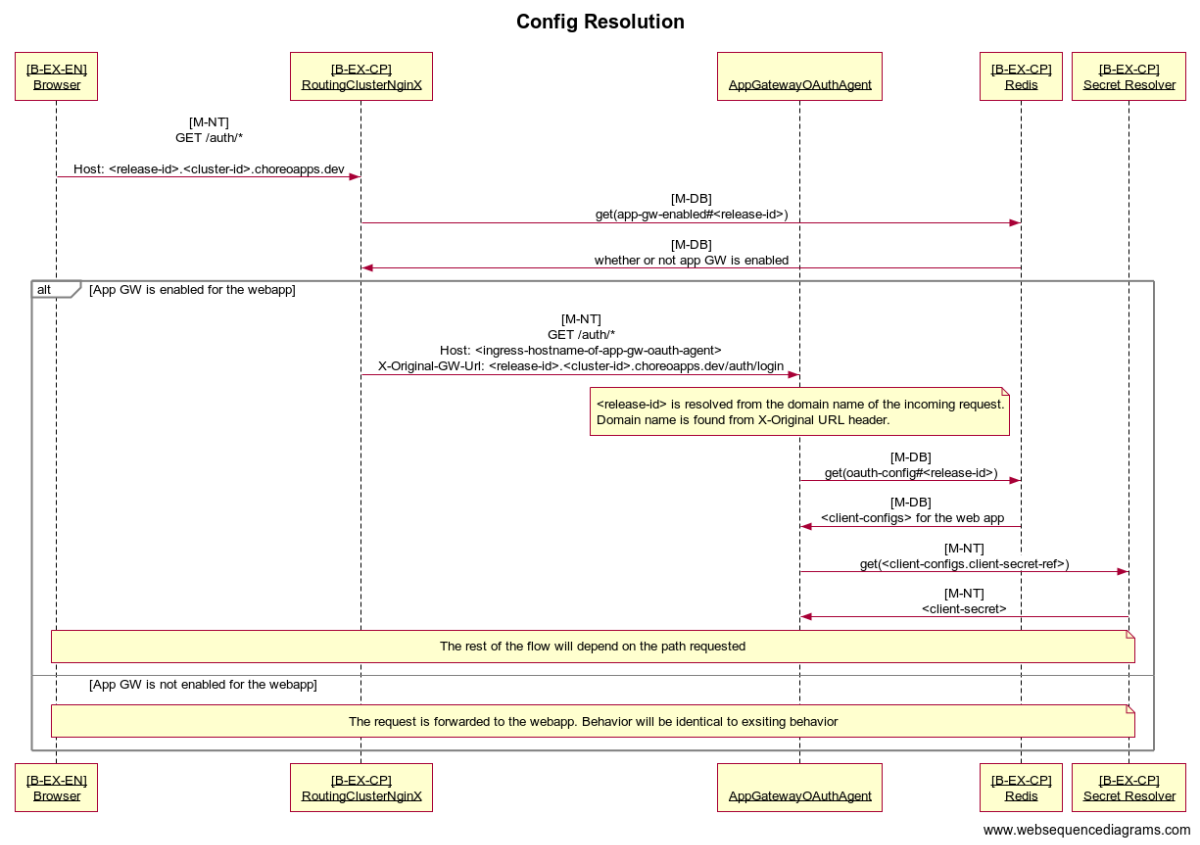 Config Resolution
[B-EX-EN]
Browser
[B-EX-CP]
RoutingClusterNginX
AppGatewayOAuthAgent
[B-EX-CP]
Redis
[B-EX-CP]
Secret Resolver
[M-NT]
GET /auth/*
Host: <release-id>.<cluster-id>.choreoapps.dev
[M-DB]
get(app-gw-enabled#<release-id>)
[M-DB]
whether or not app GW is enabled
alt
[App GW is enabled for the webapp]
[M-NT]
GET /auth/*
Host: <ingress-hostname-of-app-gw-oauth-agent>
X-Original-GW-Url: <release-id>.<cluster-id>.choreoapps.dev/auth/login
<release-id> is resolved from the domain name of the incoming request.
Domain name is found from X-Original URL header.
[M-DB]
get(oauth-config#<release-id>)
[M-DB]
<client-configs> for the web app
[M-NT]
get(<client-configs.client-secret-ref>)
[M-NT]
<client-secret>
The rest of the flow will depend on the path requested
[App GW is not enabled for the webapp]
The request is forwarded to the webapp. Behavior will be identical to exsiting behavior
[B-EX-EN]
Browser
[B-EX-CP]
RoutingClusterNginX
AppGatewayOAuthAgent
[B-EX-CP]
Redis
[B-EX-CP]
Secret Resolver
www.websequencediagrams.com